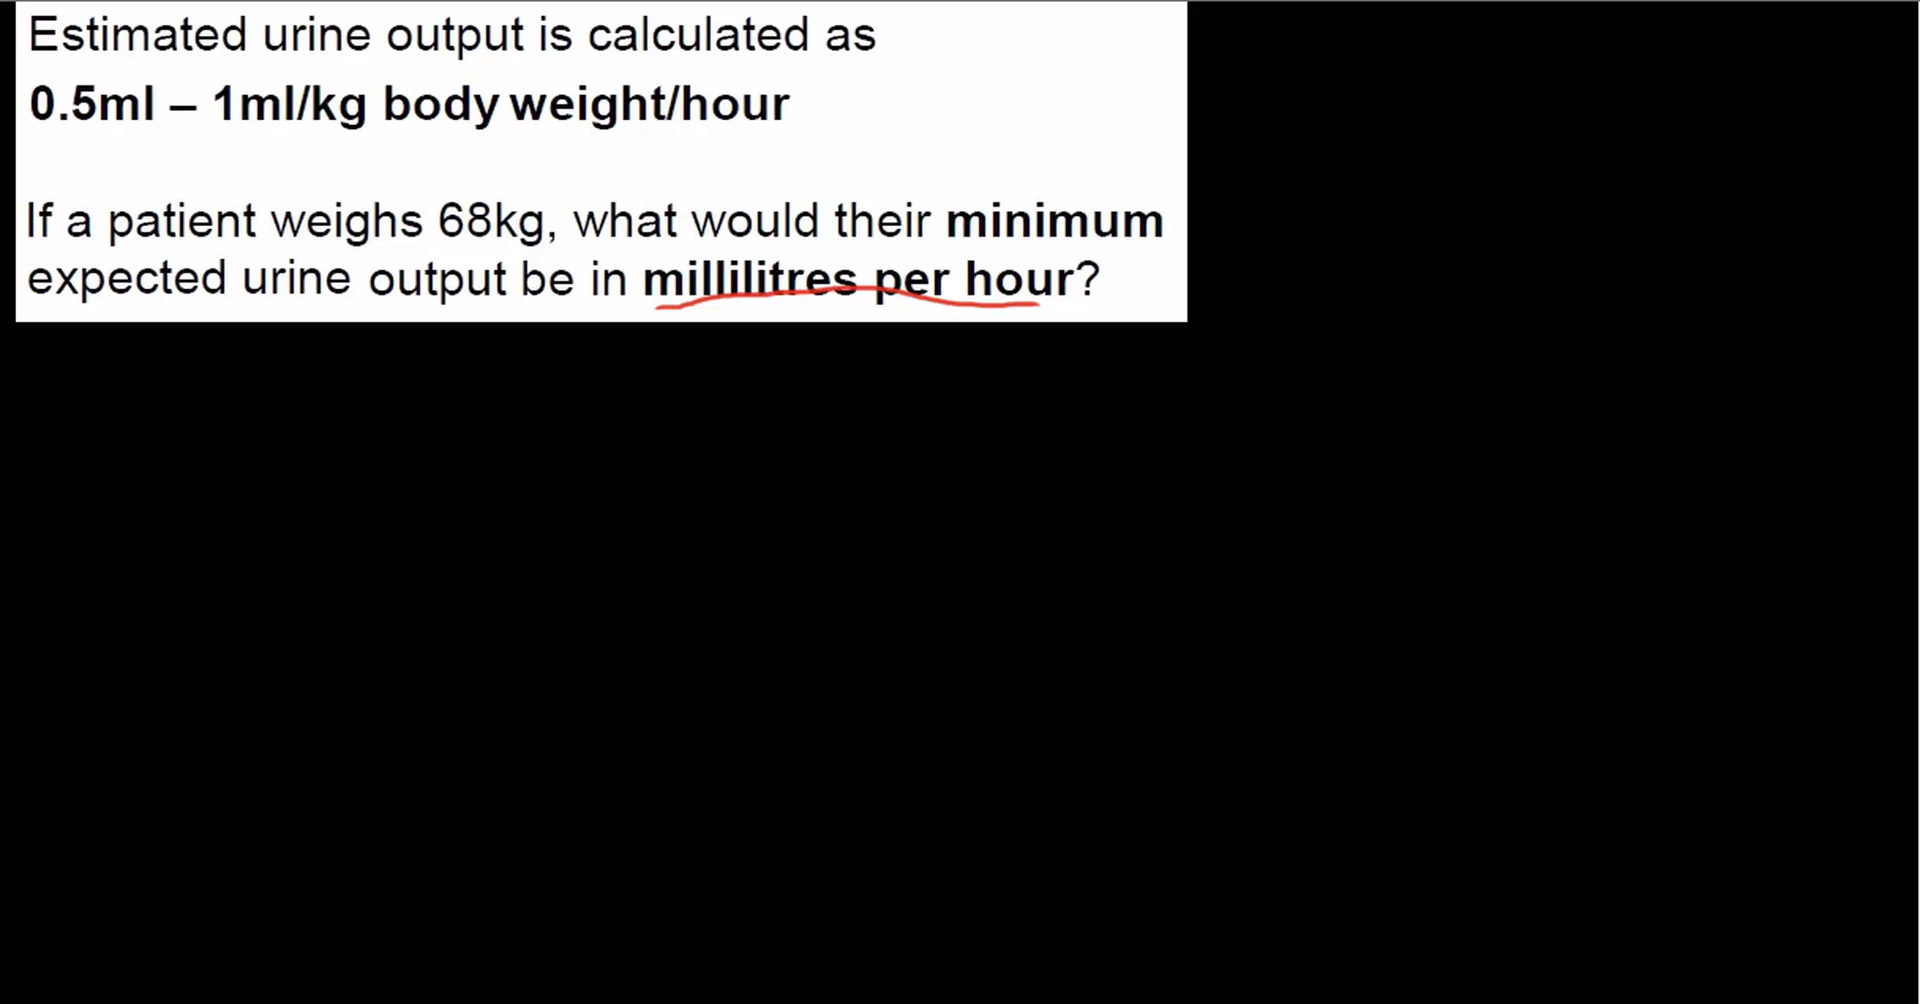 Estimated urine output is calculated as
0.5ml – 1ml/kg body weight/hour
If a patient weighs 68kg, what would their minimum
expected urine output be in millilitres per hour?